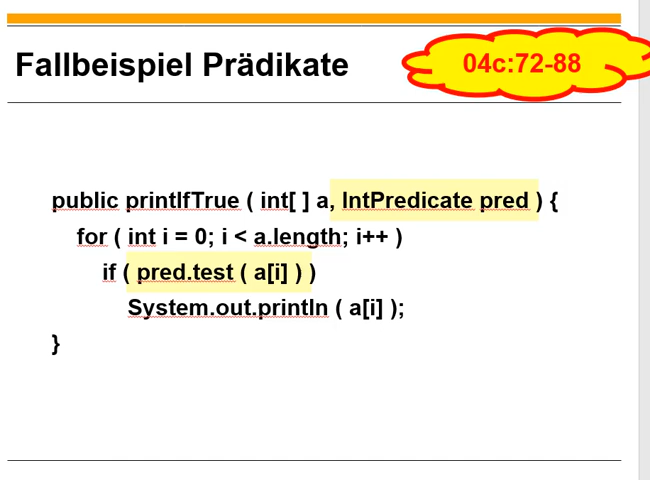 Fallbeispiel Prädikate
04c:72-88
public printIfTrue ( int[ ] a, IntPredicate pred ) {
for ( int i = 0; i < a.length; i++ )
if ( pred.test ( a[i] ) )
System.out.println ( a[i] );
}